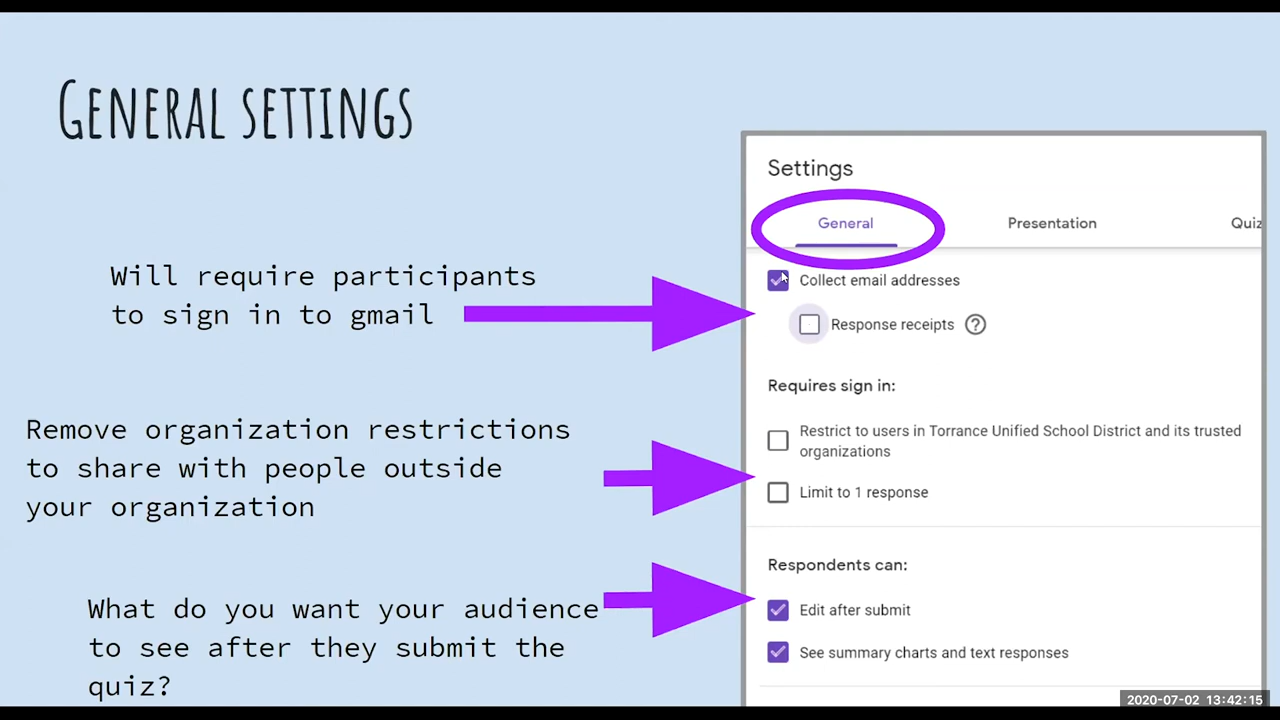 GENERAL SETTINGS
Will require participants
to sign in to gmail
Remove organization restrictions
to share with people outside
your organization
What do you want your audience
to see after they submit the
quiz?
Settings
General
Presentation
Quiz
Collect email addresses
Response receipts ?
Requires sign in:
Restrict to users in Torrance Unified School District and its trusted
organizations
Limit to 1 response
Respondents can:
Edit after submit
See summary charts and text responses
2020-07-02 13:42:15